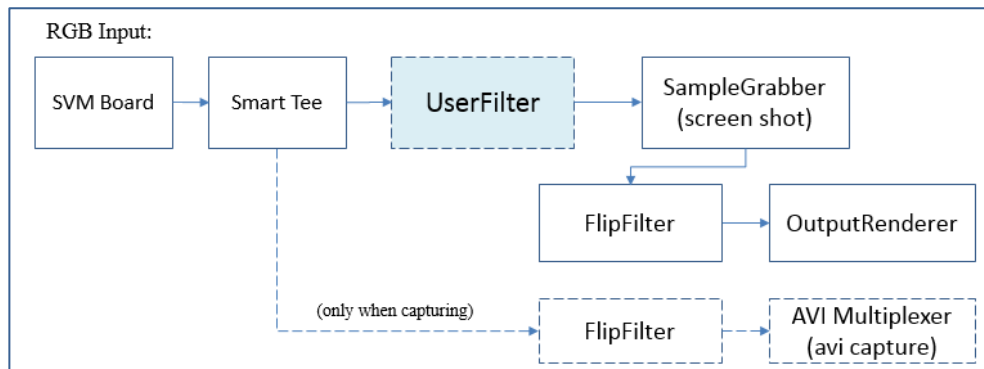 RGB Input:
SVM Board
Smart Tee
UserFilter
SampleGrabber
(screen shot)
FlipFilter
OutputRenderer
(only when capturing)
FlipFilter
AVI Multiplexer
(avi capture)